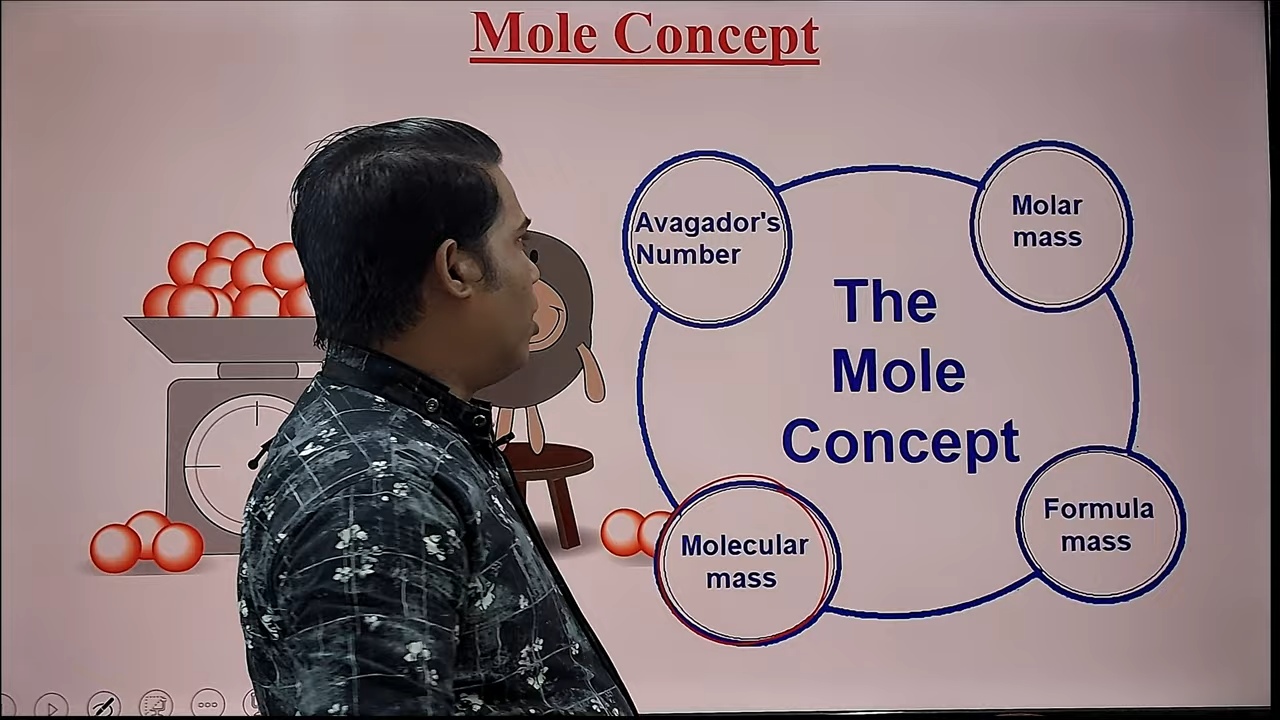 Mole Concept
Avagador's
Number
Molar
mass
The
Mole
Concept
Molecular
mass
Formula
mass